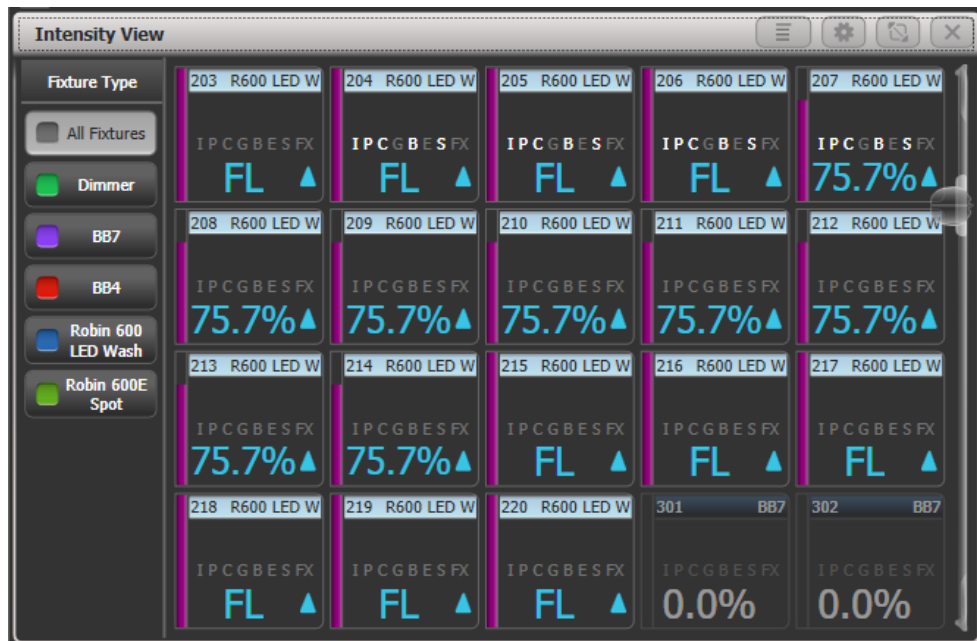 Intensity View
Fixture Type
All Fixtures
Dimmer
BB7
BB4
Robin 600
LED Wash
Robin 600E
Spot
203 R600 LED W
IPCGBESFX
FL
204 R600 LED W
IPCGBESFX
FL
205 R600 LED W
IPCGBESFX
FL
206 R600 LED W
IPCGBESFX
FL
207 R600 LED W
IPCGBESFX
75.7%
208 R600 LED W
IPCGBESFX
75.7%
209 R600 LED W
IPCGBESFX
75.7%
210 R600 LED W
IPCGBESFX
75.7%
211 R600 LED W
IPCGBESFX
75.7%
212 R600 LED W
IPCGBESFX
75.7%
213 R600 LED W
IPCGBESFX
75.7%
214 R600 LED W
IPCGBESFX
75.7%
215 R600 LED W
IPCGBESFX
FL
216 R600 LED W
IPCGBESFX
FL
217 R600 LED W
IPCGBESFX
FL
218 R600 LED W
IPCGBESFX
FL
219 R600 LED W
IPCGBESFX
FL
220 R600 LED W
IPCGBESFX
FL
301 BB7
IPCGBESFX
0.0%
302 BB7
IPCGBESFX
0.0%